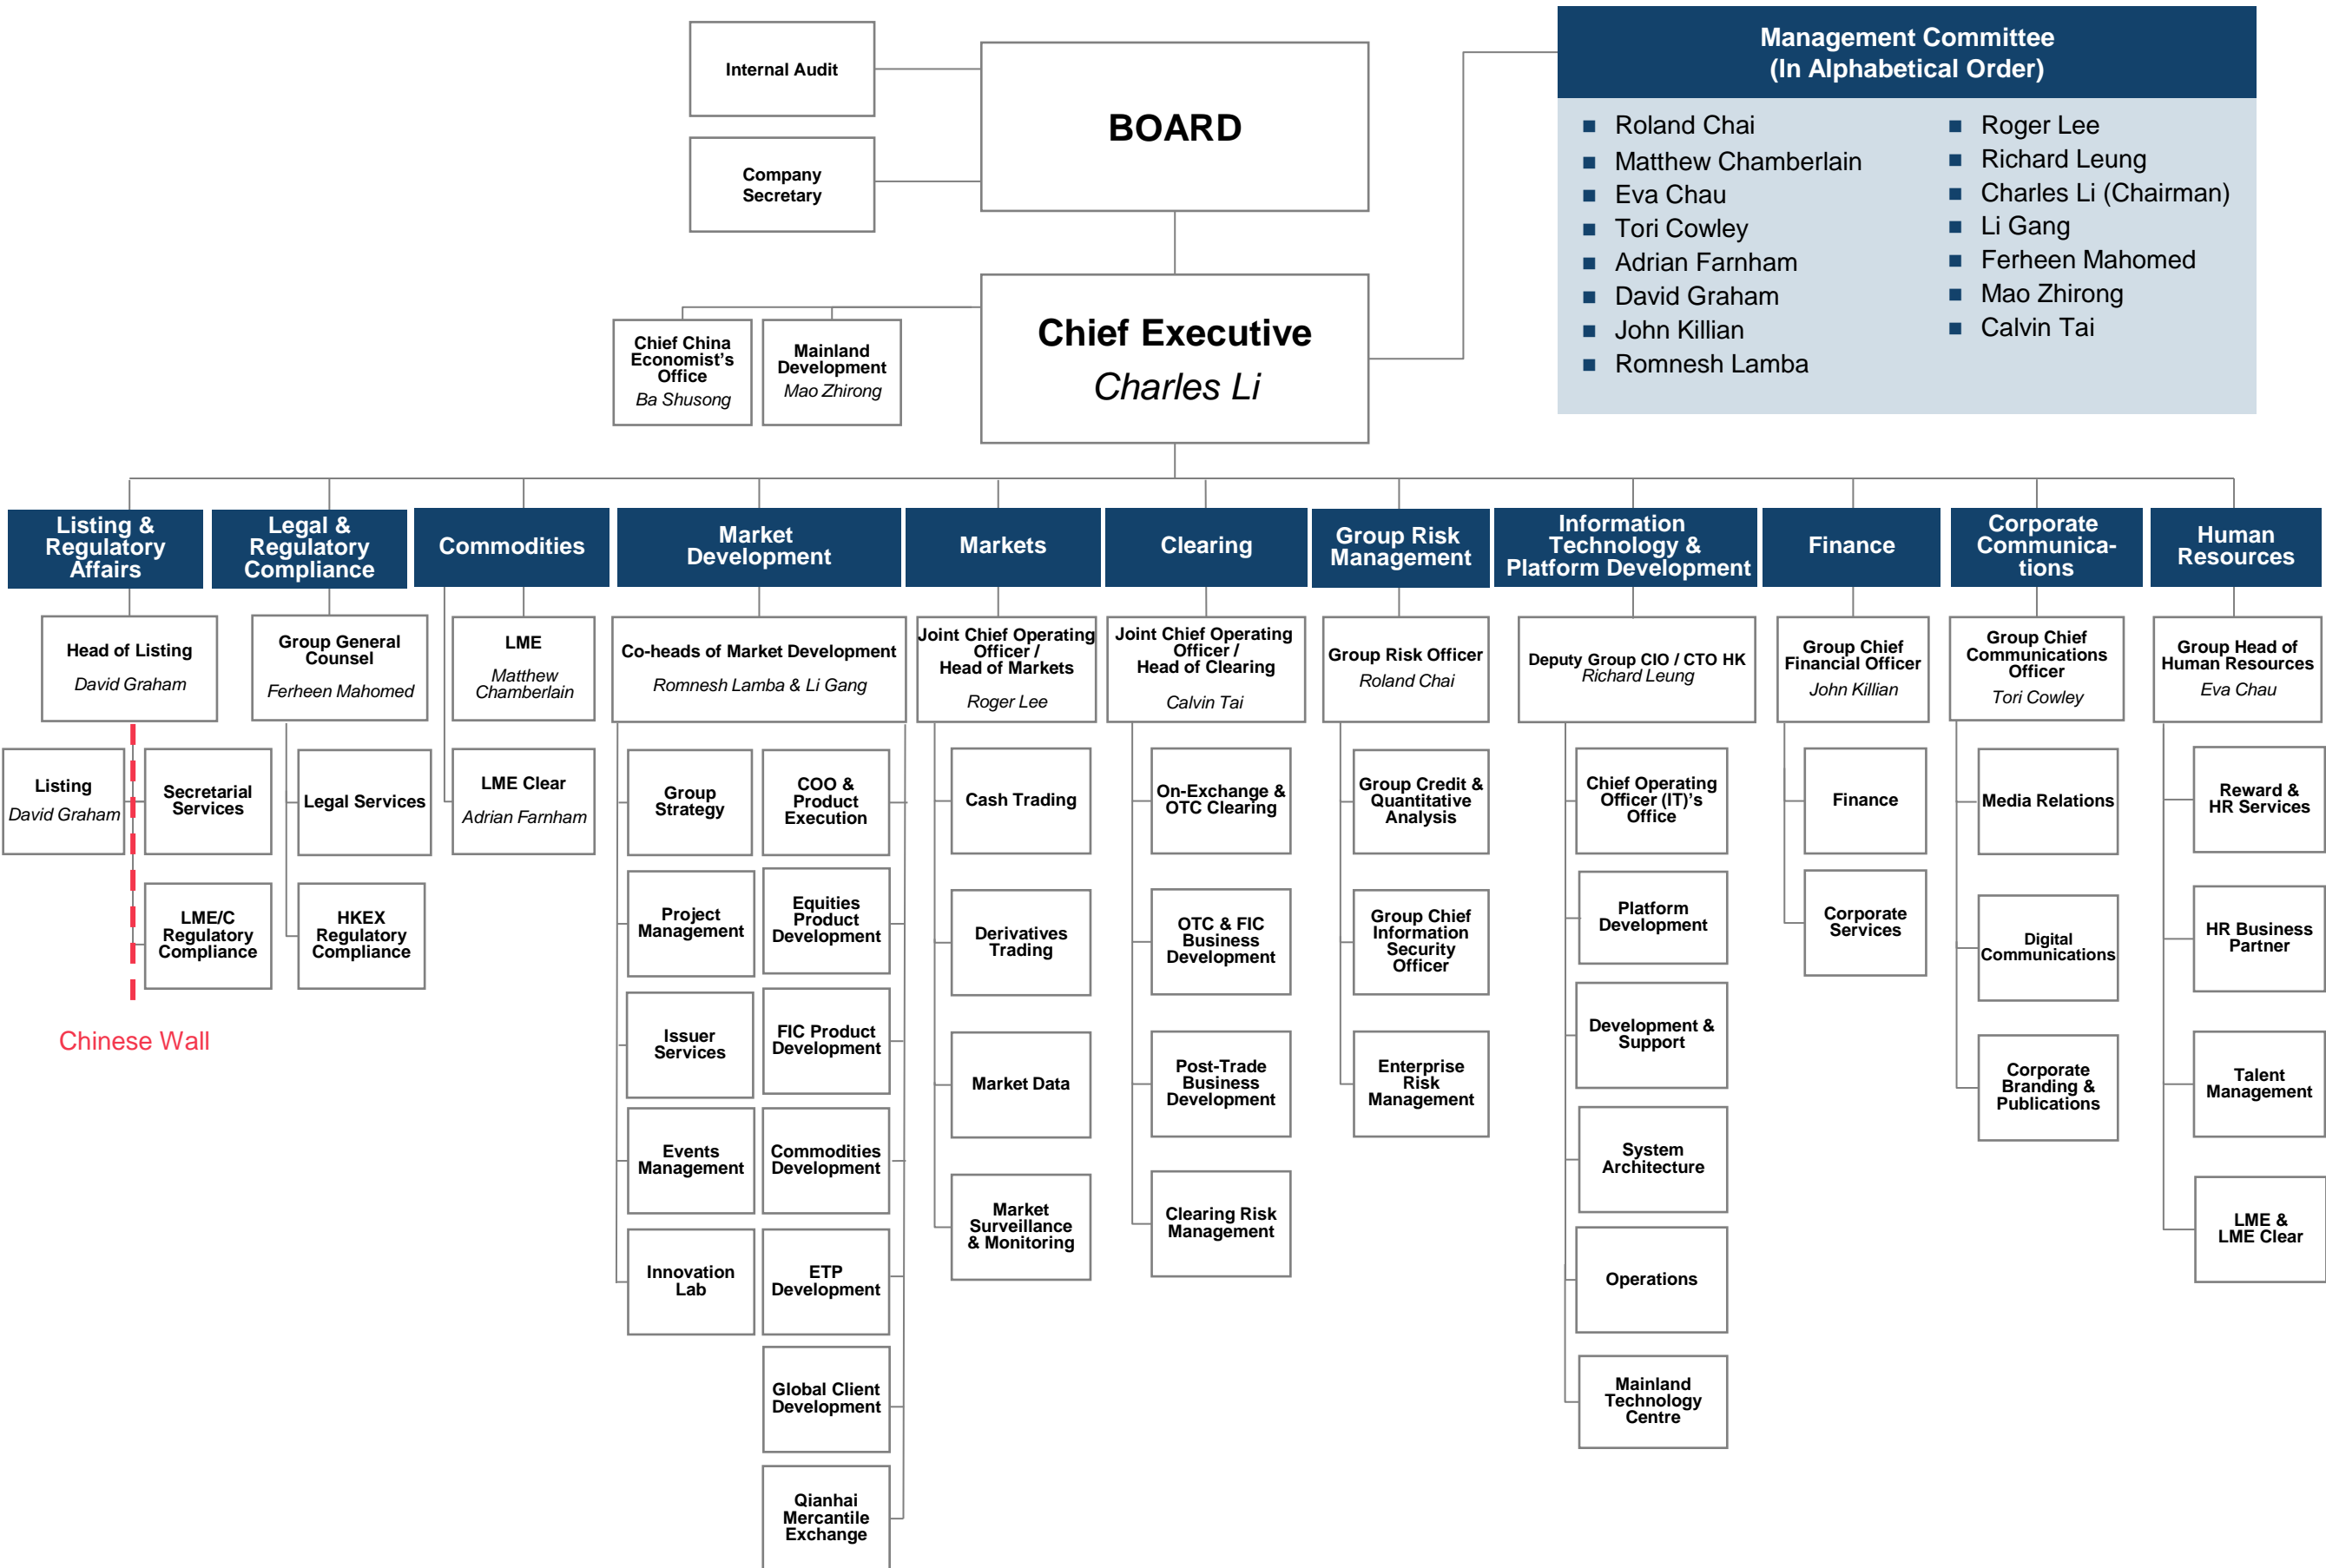 Internal Audit
Company
Secretary
BOARD
Management Committee
(In Alphabetical Order)
Roland Chai
Matthew Chamberlain
Eva Chau
Tori Cowley
Adrian Farnham
David Graham
John Killian
Romnesh Lamba
Roger Lee
Richard Leung
Charles Li (Chairman)
Li Gang
Ferheen Mahomed
Mao Zhirong
Calvin Tai
Chief China
Economist's
Office
Ba Shusong
Mainland
Development
Mao Zhirong
Chief Executive
Charles Li
Listing &
Regulatory
Affairs
Head of Listing
David Graham
Listing
David Graham
Secretarial
Services
LME/C
Regulatory
Compliance
Chinese Wall
Legal &
Regulatory
Compliance
Group General
Counsel
Ferheen Mahomed
Legal Services
HKEX
Regulatory
Compliance
Commodities
LME
Matthew
Chamberlain
LME Clear
Adrian Farnham
Market
Development
Co-heads of Market Development
Romnesh Lamba & Li Gang
Group
Strategy
Project
Management
Issuer
Services
Events
Management
Innovation
Lab
COO &
Product
Execution
Equities
Product
Development
FIC Product
Development
Commodities
Development
ETP
Development
Global Client
Development
Qianhai
Mercantile
Exchange
Markets
Joint Chief Operating
Officer /
Head of Markets
Roger Lee
Cash Trading
Derivatives
Trading
Market Data
Market
Surveillance
& Monitoring
Clearing
Joint Chief Operating
Officer /
Head of Clearing
Calvin Tai
On-Exchange &
OTC Clearing
OTC & FIC
Business
Development
Post-Trade
Business
Development
Clearing Risk
Management
Group Risk
Management
Group Risk Officer
Roland Chai
Group Credit &
Quantitative
Analysis
Group Chief
Information
Security
Officer
Enterprise
Risk
Management
Information
Technology &
Platform Development
Deputy Group CIO / CTO HK
Richard Leung
Chief Operating
Officer (IT)'s
Office
Platform
Development
Development &
Support
System
Architecture
Operations
Mainland
Technology
Centre
Finance
Group Chief
Financial Officer
John Killian
Finance
Corporate
Services
Corporate
Communica-
tions
Group Chief
Communications
Officer
Tori Cowley
Media Relations
Digital
Communications
Corporate
Branding &
Publications
Human
Resources
Group Head of
Human Resources
Eva Chau
Reward &
HR Services
HR Business
Partner
Talent
Management
LME &
LME Clear